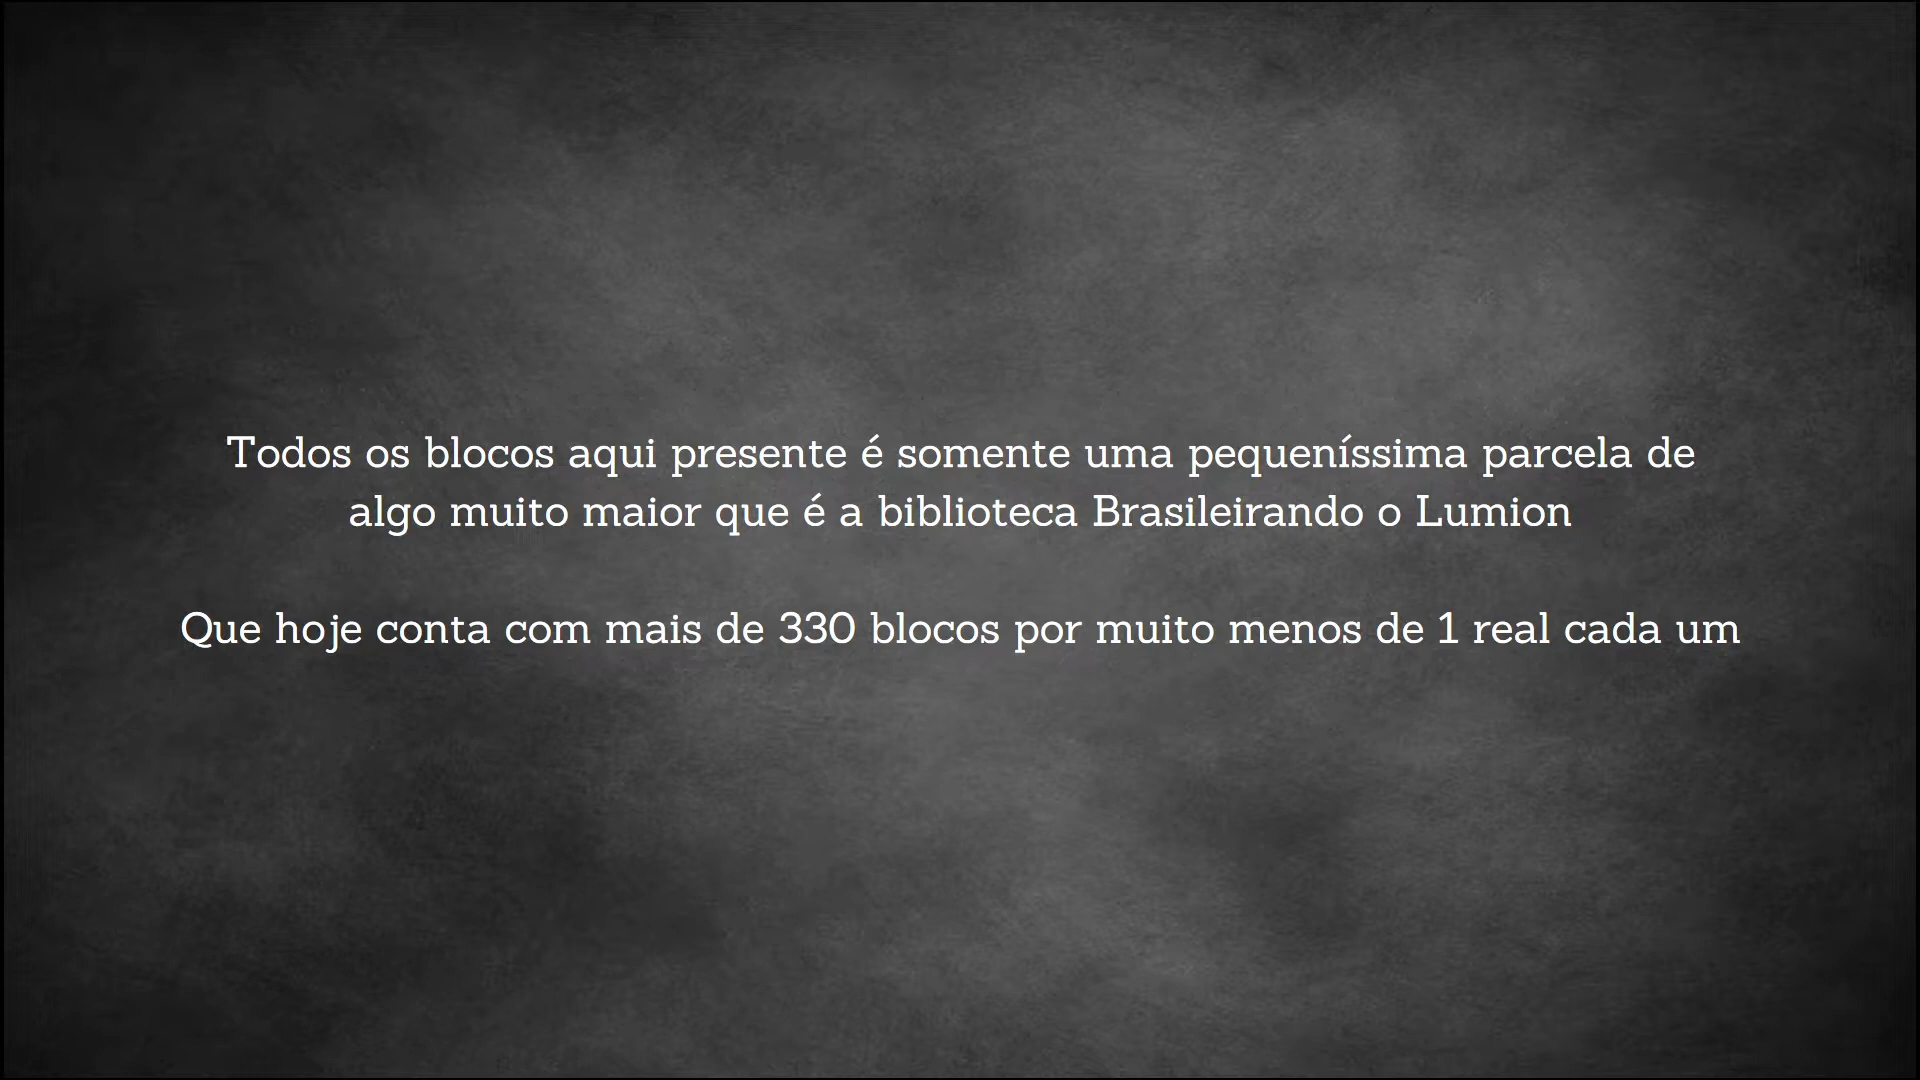 Todos os blocos aqui presente é somente uma pequeníssima parcela de
algo muito maior que é a biblioteca Brasileirando o Lumion
Que hoje conta com mais de 330 blocos por muito menos de 1 real cada um